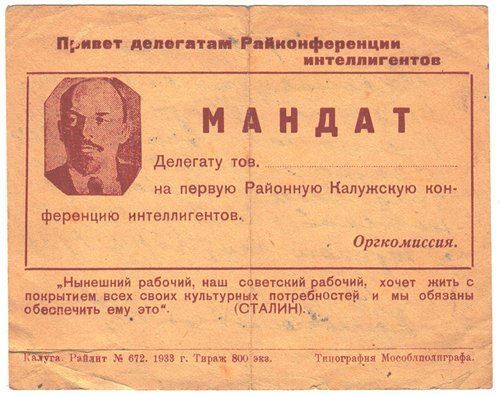 Привет делегатам Райконференции
интеллигентов
МАНДАТ
Делегату тов.
на первую Районную Калужскую кон-
ференцию интеллигентов.
Оргкомиссия.
„Нынешний рабочий, наш советский рабочий, хочет жить с
покрытием всех своих культурных потребностей и мы обязаны
обеспечить ему это“. (СТАЛИН).
Калуга. Райлит № 672. 1933 г. Тираж 800 экз. Типография Мособлполиграфа.